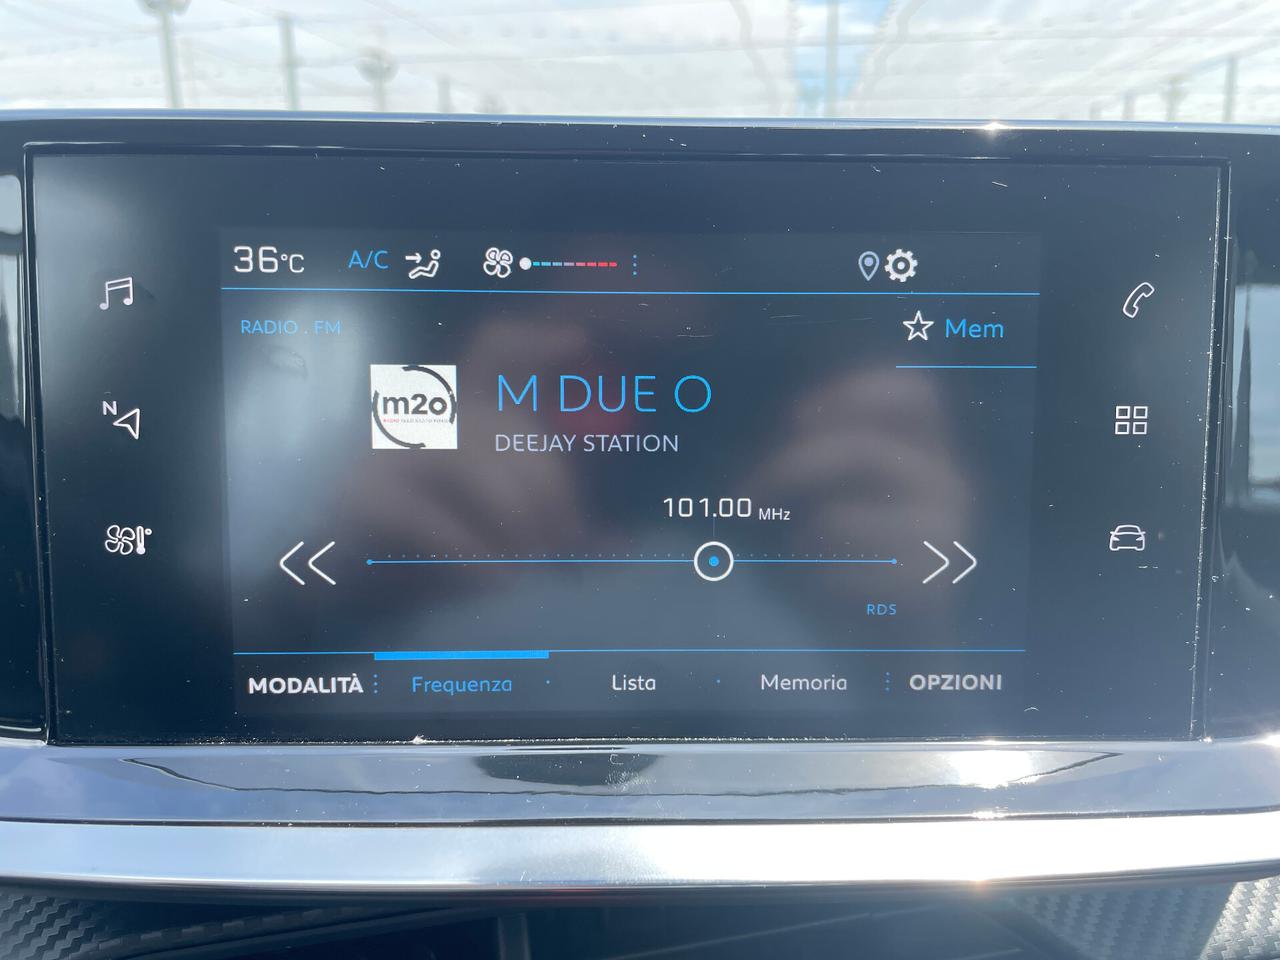 36°C A/C
RADIO . FM
Mem
m2o
M DUE O
DEEJAY STATION
101.00 MHz
N
RDS
MODALITÀ Frequenza Lista Memoria OPZIONI